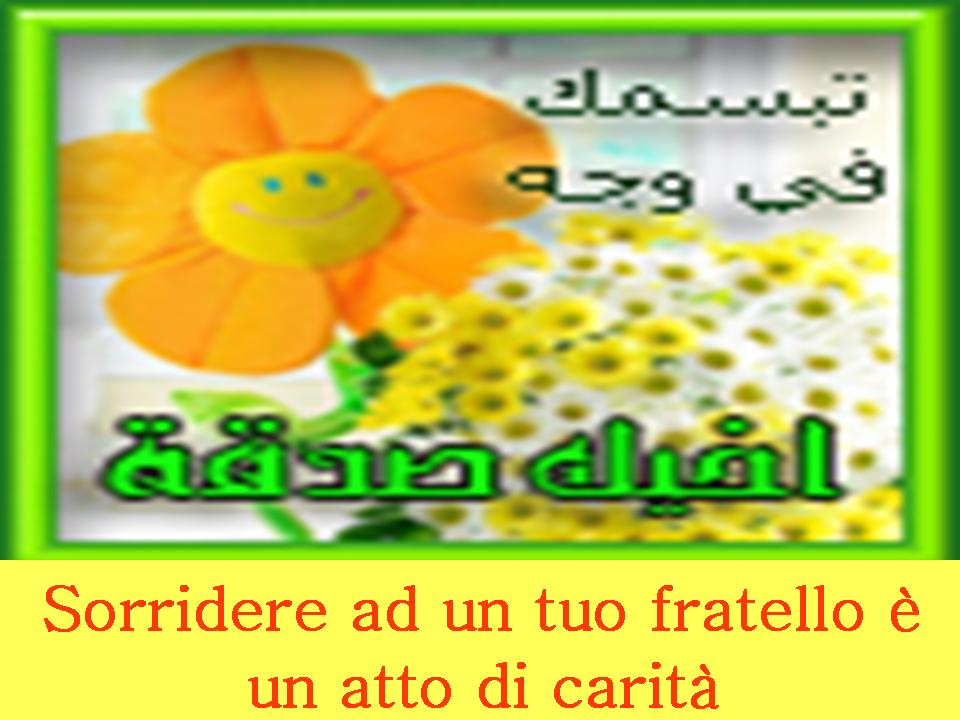 تبسمك
في وجه
اخيك صدقة
Sorridere ad un tuo fratello è
un atto di carità